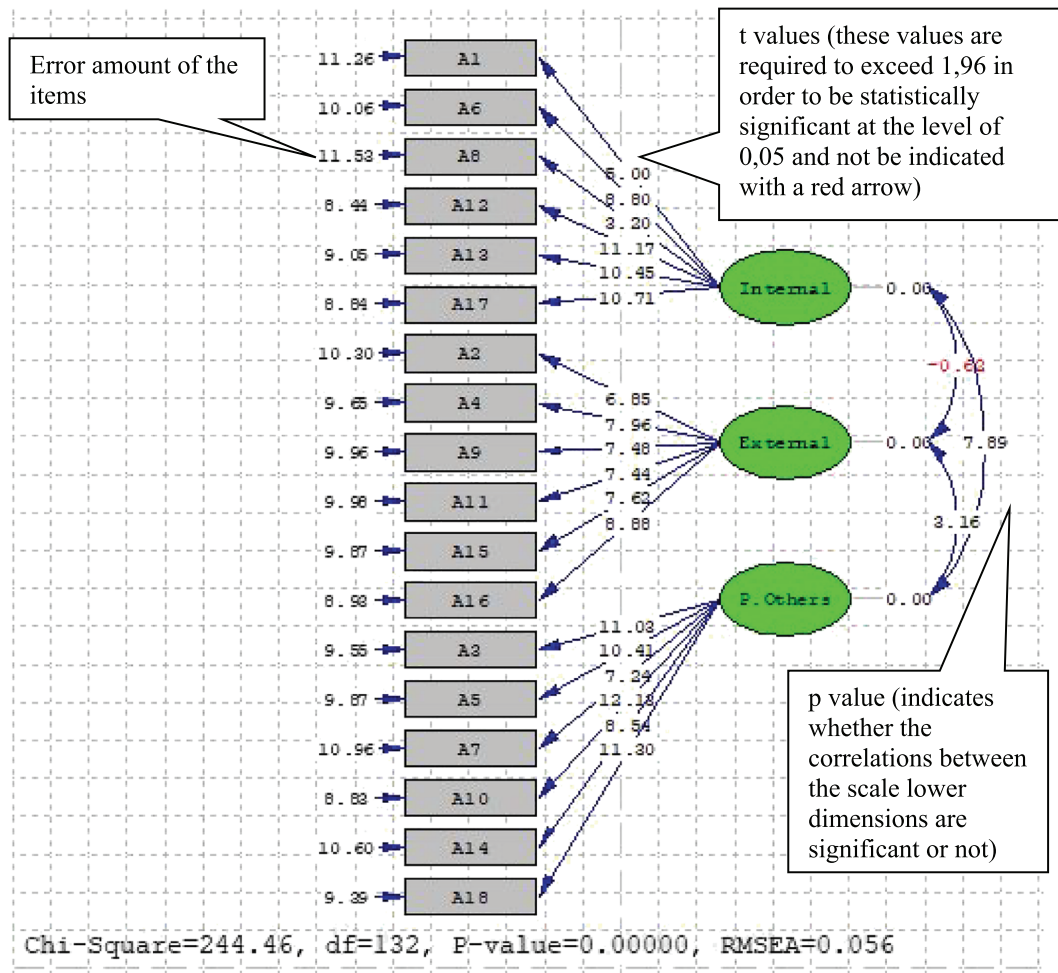 Error amount of the
items
t values (these values are
required to exceed 1,96 in
order to be statistically
significant at the level of
0,05 and not be indicated
with a red arrow)
11.26 A1
10.06 A6
11.53 A8
8.44 A12
9.05 A13
8.84 A17
10.30 A2
9.65 A4
9.96 A9
9.98 A11
9.87 A15
8.93 A16
9.55 A3
9.87 A5
10.96 A7
8.83 A10
10.60 A14
9.39 A18
6.00
8.80
3.20
11.17
10.45
10.71
6.85
7.96
7.48
7.44
7.62
8.88
11.03
10.41
7.24
12.18
8.54
11.30
Internal 0.00
External 0.00
P.Others 0.00
-0.62
7.89
3.16
p value (indicates
whether the
correlations between
the scale lower
dimensions are
significant or not)
Chi-Square=244.46, df=132, P-value=0.00000, RMSEA=0.056